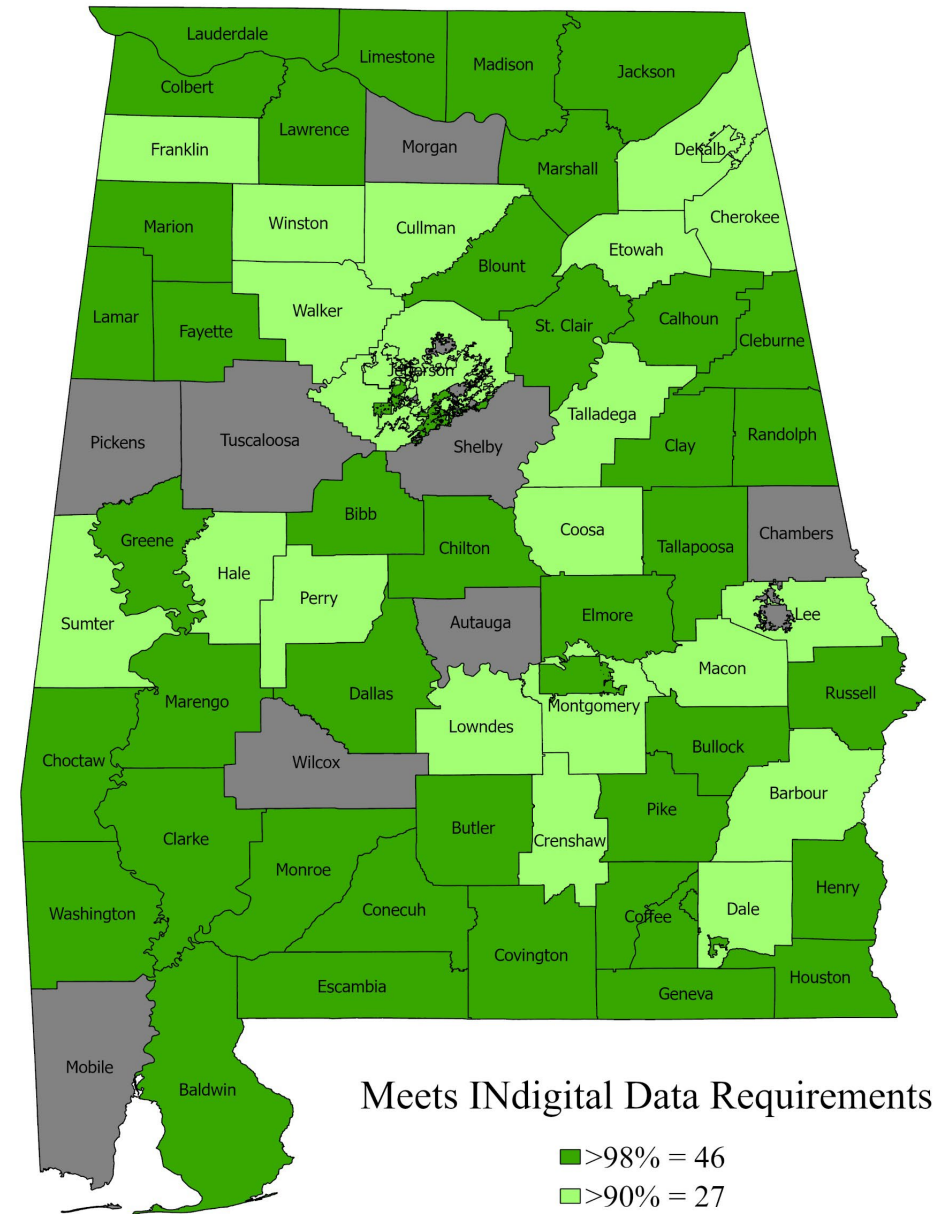 Lauderdale
Limestone
Madison
Jackson
Colbert
Lawrence
Morgan
Franklin
Marshall
DeKalb
Cherokee
Marion
Winston
Cullman
Etowah
Blount
Walker
Lamar
Fayette
St. Clair
Calhoun
Cleburne
Jefferson
Talladega
Pickens
Tuscaloosa
Shelby
Clay
Randolph
Bibb
Greene
Chilton
Coosa
Tallapoosa
Chambers
Hale
Perry
Sumter
Autauga
Elmore
Lee
Macon
Marengo
Dallas
Russell
Lowndes
Montgomery
Bullock
Choctaw
Wilcox
Barbour
Clarke
Butler
Crenshaw
Pike
Monroe
Henry
Washington
Conecuh
Coffee
Dale
Covington
Escambia
Geneva
Houston
Mobile
Baldwin
Meets INdigital Data Requirements
>98% = 46
>90% = 27